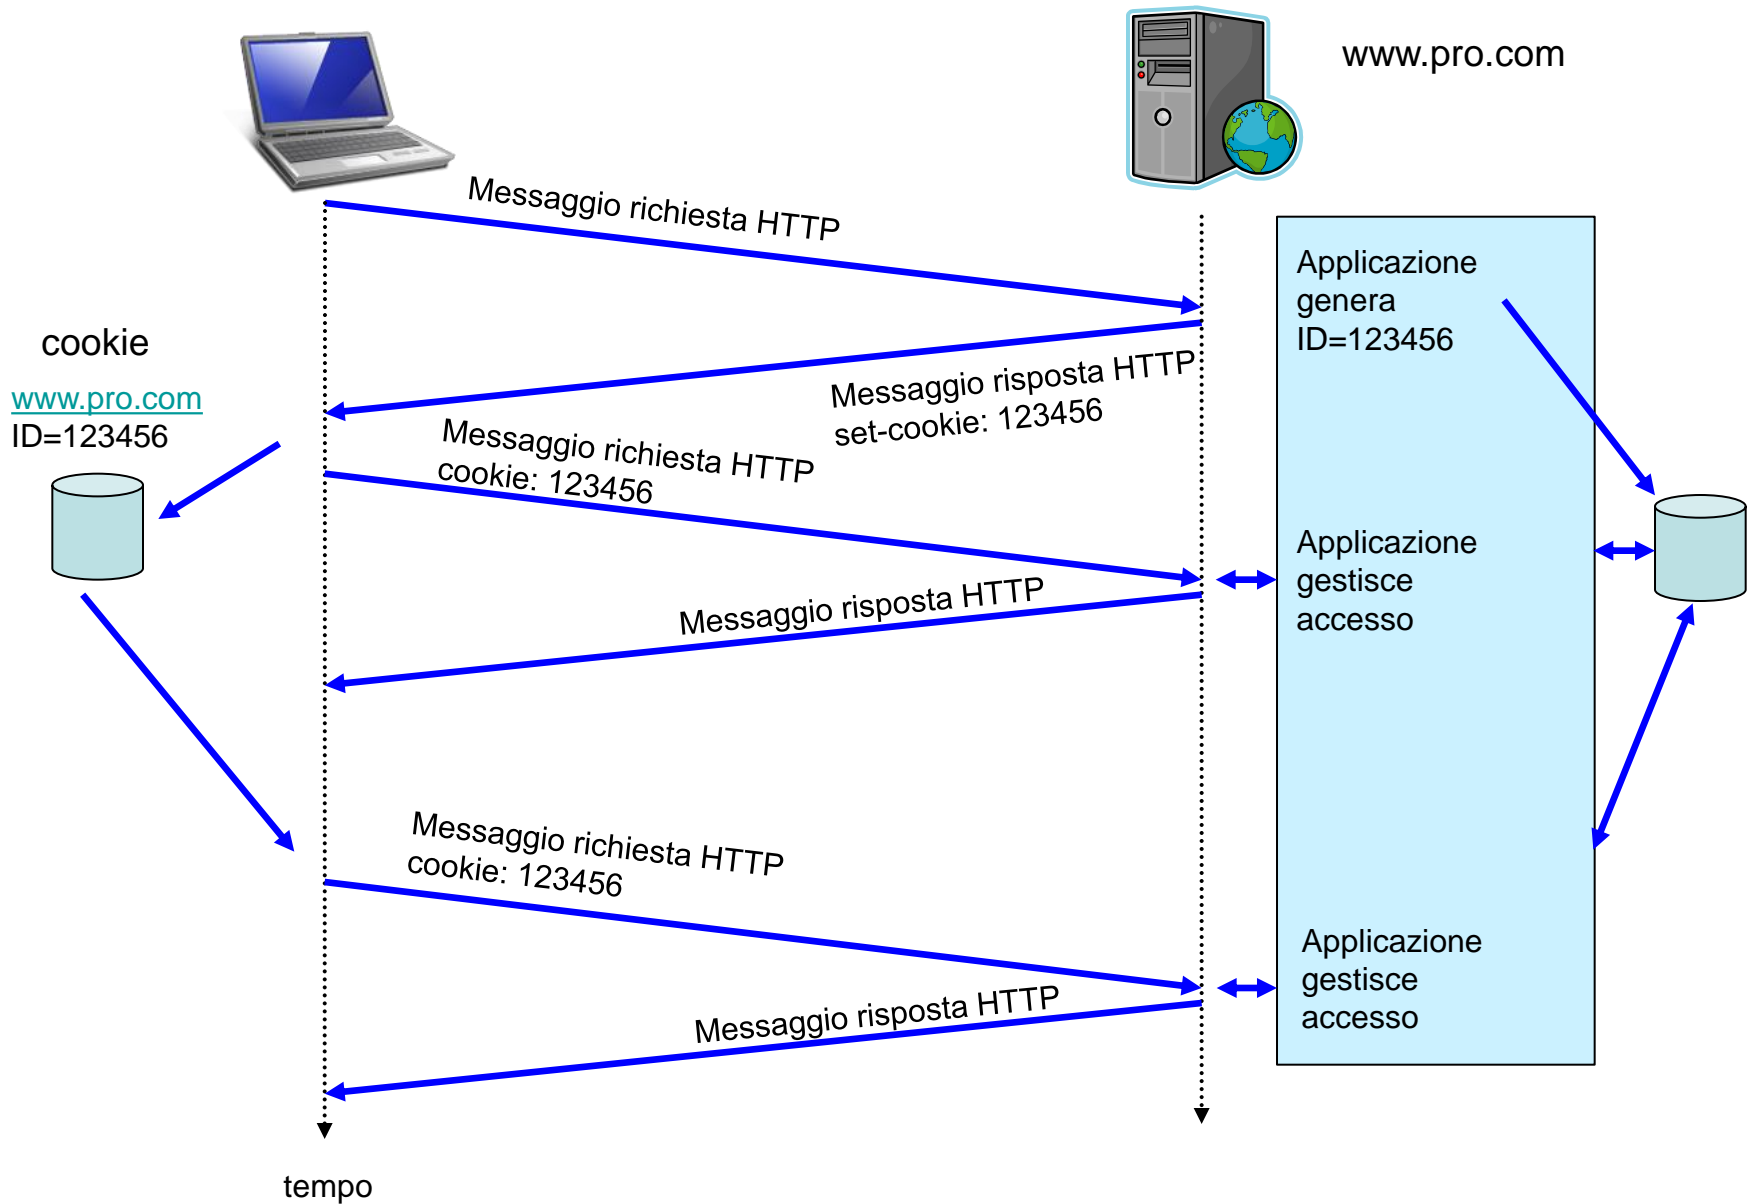 www.pro.com
Messaggio richiesta HTTP
Applicazione
genera
ID=123456
cookie
www.pro.com
ID=123456
Messaggio risposta HTTP
set-cookie: 123456
Messaggio richiesta HTTP
cookie: 123456
Applicazione
gestisce
accesso
Messaggio risposta HTTP
Messaggio richiesta HTTP
cookie: 123456
Applicazione
gestisce
accesso
Messaggio risposta HTTP
tempo